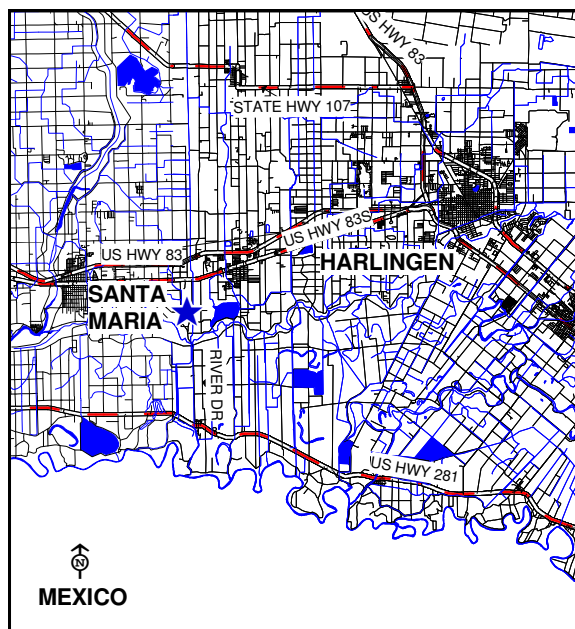 US HWY 83
STATE HWY 107
US HWY 83S
US HWY 83
HARLINGEN
SANTA
MARIA
RIVER DR.
US HWY 281
N
MEXICO